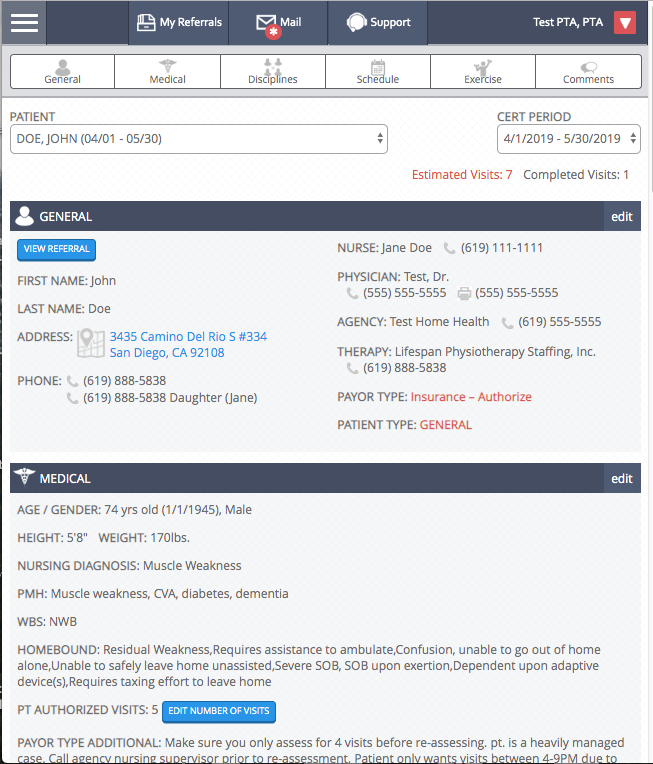 My Referrals Mail Support Test PTA, PTA
General Medical Disciplines Schedule Exercise Comments
PATIENT CERT PERIOD
DOE, JOHN (04/01 - 05/30) 4/1/2019 - 5/30/2019
Estimated Visits: 7 Completed Visits: 1
GENERAL edit
VIEW REFERRAL
FIRST NAME: John
LAST NAME: Doe
ADDRESS: 3435 Camino Del Rio S #334
San Diego, CA 92108
PHONE: (619) 888-5838
(619) 888-5838 Daughter (Jane)
NURSE: Jane Doe (619) 111-1111
PHYSICIAN: Test, Dr.
(555) 555-5555 (555) 555-5555
AGENCY: Test Home Health (619) 555-5555
THERAPY: Lifespan Physiotherapy Staffing, Inc.
(619) 888-5838
PAYOR TYPE: Insurance – Authorize
PATIENT TYPE: GENERAL
MEDICAL edit
AGE / GENDER: 74 yrs old (1/1/1945), Male
HEIGHT: 5'8" WEIGHT: 170lbs.
NURSING DIAGNOSIS: Muscle Weakness
PMH: Muscle weakness, CVA, diabetes, dementia
WBS: NWB
HOMEBOUND: Residual Weakness,Requires assistance to ambulate,Confusion, unable to go out of home
alone,Unable to safely leave home unassisted,Severe SOB, SOB upon exertion,Dependent upon adaptive
device(s),Requires taxing effort to leave home
PT AUTHORIZED VISITS: 5 EDIT NUMBER OF VISITS
PAYOR TYPE ADDITIONAL: Make sure you only assess for 4 visits before re-assessing. pt. is a heavily managed
case. Call agency nursing supervisor prior to re-assessment. Patient only wants visits between 4-9PM due to